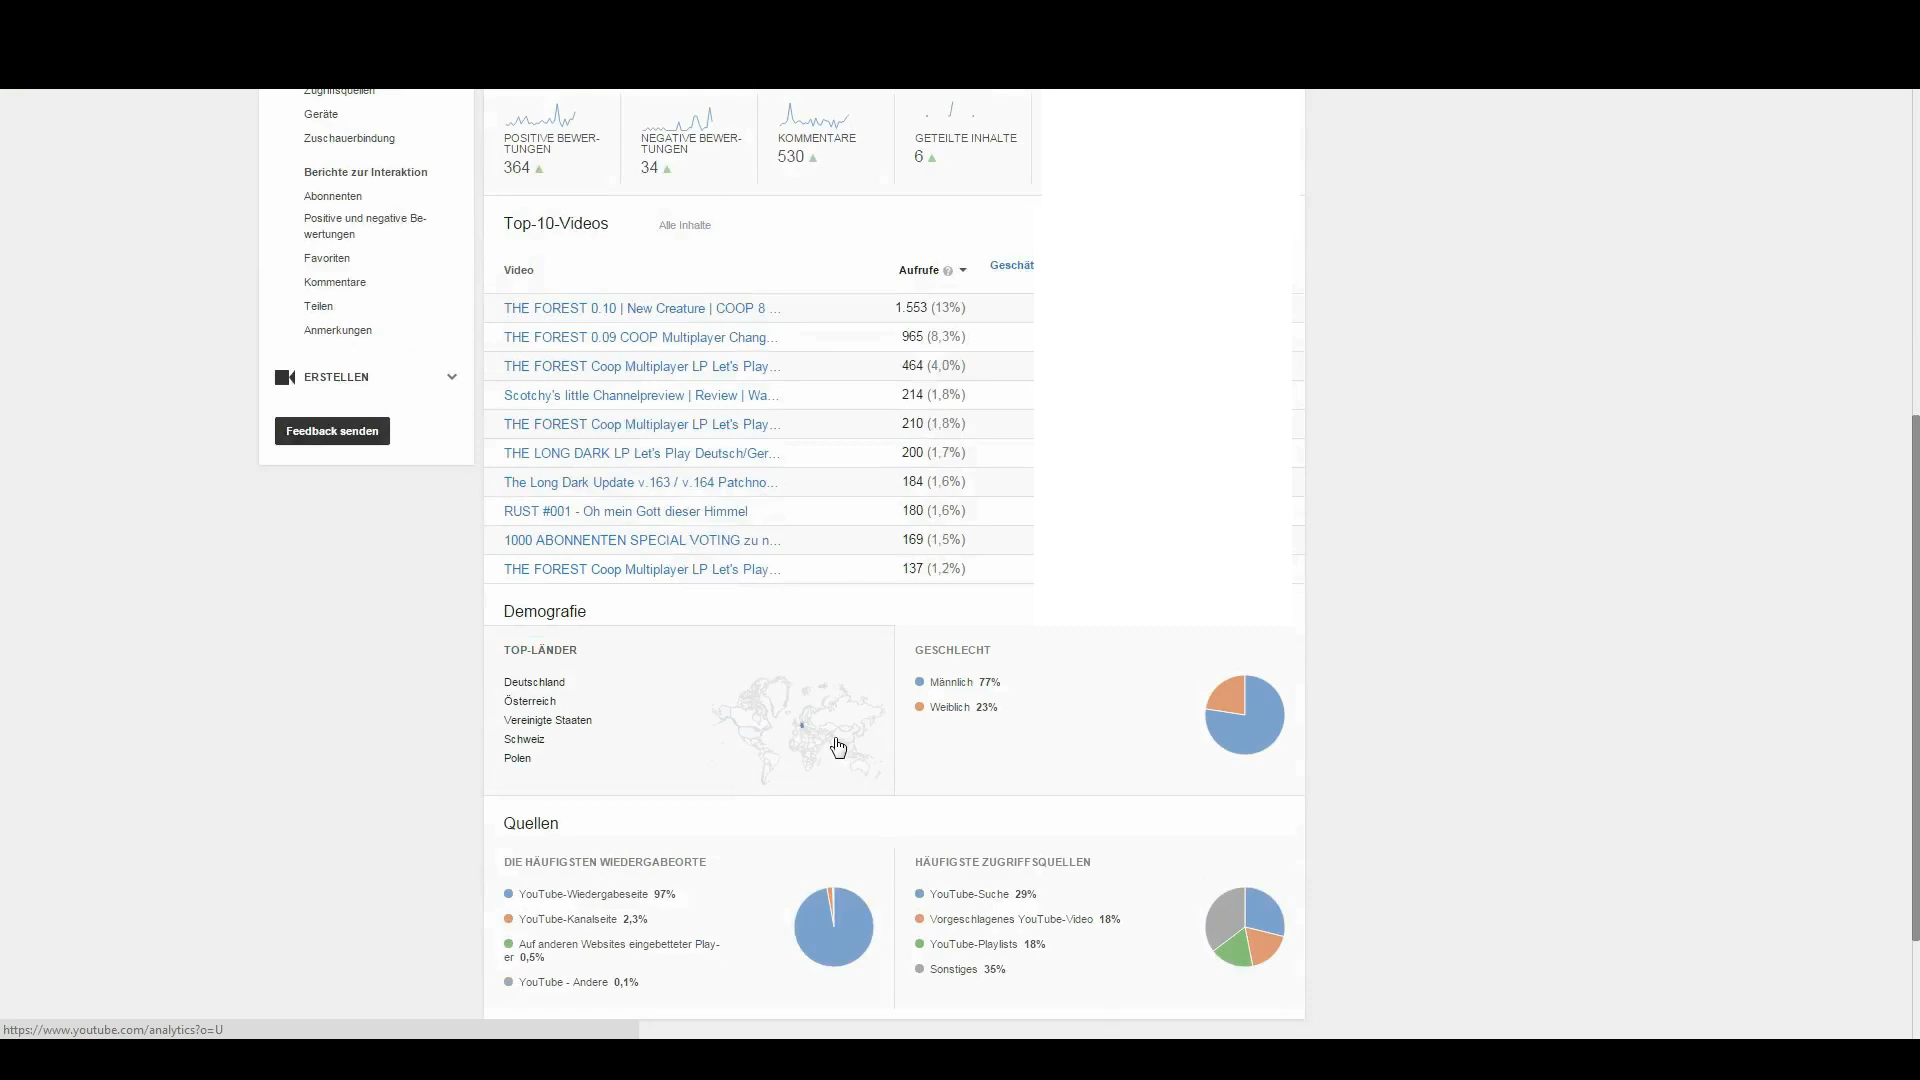 Zugriffsquellen
Geräte
Zuschauerbindung
Berichte zur Interaktion
Abonnenten
Positive und negative Be-
wertungen
Favoriten
Kommentare
Teilen
Anmerkungen
ERSTELLEN
Feedback senden
POSITIVE BEWER-
TUNGEN
364
NEGATIVE BEWER-
TUNGEN
34
KOMMENTARE
530
GETEILTE INHALTE
6
Top-10-Videos Alle Inhalte
Video Aufrufe ? Geschät
THE FOREST 0.10 | New Creature | COOP 8 ... 1.553 (13%)
THE FOREST 0.09 COOP Multiplayer Chang... 965 (8,3%)
THE FOREST Coop Multiplayer LP Let's Play... 464 (4,0%)
Scotchy's little Channelpreview | Review | Wa... 214 (1,8%)
THE FOREST Coop Multiplayer LP Let's Play... 210 (1,8%)
THE LONG DARK LP Let's Play Deutsch/Ger... 200 (1,7%)
The Long Dark Update v.163 / v.164 Patchno... 184 (1,6%)
RUST #001 - Oh mein Gott dieser Himmel 180 (1,6%)
1000 ABONNENTEN SPECIAL VOTING zu n... 169 (1,5%)
THE FOREST Coop Multiplayer LP Let's Play... 137 (1,2%)
Demografie
TOP-LÄNDER
Deutschland
Österreich
Vereinigte Staaten
Schweiz
Polen
GESCHLECHT
Männlich 77%
Weiblich 23%
Quellen
DIE HÄUFIGSTEN WIEDERGABEORTE
YouTube-Wiedergabeseite 97%
YouTube-Kanalseite 2,3%
Auf anderen Websites eingebetteter Play-
er 0,5%
YouTube - Andere 0,1%
HÄUFIGSTE ZUGRIFFSQUELLEN
YouTube-Suche 29%
Vorgeschlagenes YouTube-Video 18%
YouTube-Playlists 18%
Sonstiges 35%
https://www.youtube.com/analytics?o=U